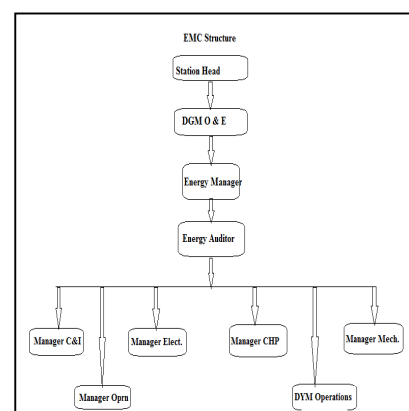 EMC Structure
Station Head
DGM O & E
Energy Manager
Energy Auditor
Manager C&I
Manager Elect.
Manager CHP
Manager Mech.
Manager Oprn
DYM Operations